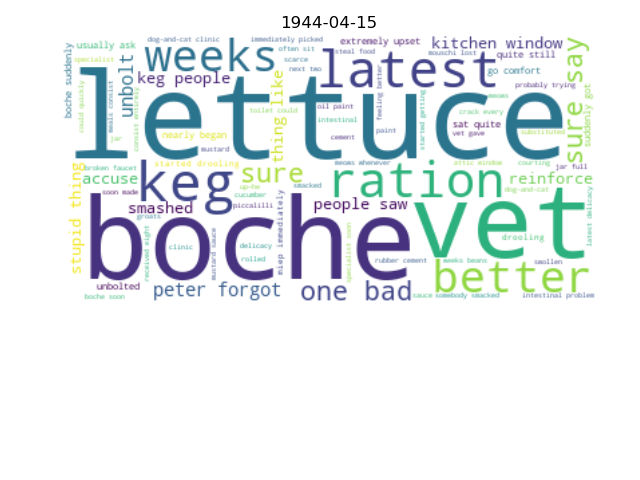 1944-04-15
dog-and-cat clinic
immediately picked
extremely upset
kitchen window
usually ask
weeks
often sit
steal food
mouschi lost
quite still
specialist
keg people
scarce
next two
latest
go comfort
probably trying
boche suddenly
could quickly
meals consist
consist entirely
unbolt
lettuce
thing like
toilet could
oil paint
intestinal
paint
feeling better
started getting
meows
crack every
sat quite
vet gave
substituted
sure say
suddenly got
jar
nearly began
mustard
cement
broken faucet
started drooling
meows whenever
attic window
courting
jar full
accuse
keg
sure
ration
reinforce
soon made
up-he
smacked
dog-and-cat
cucumber
smashed
piccalilli
people saw
stupid thing
groats
received eight
boche
miep immediately
vet
latest delicacy
clinic
mustard sauce
delicacy
rolled
specialist soon
drooling
rubber cement
weeks beans
swollen
unbolted
better
boche soon
peter forgot
one bad
sauce somebody smacked
intestinal problem